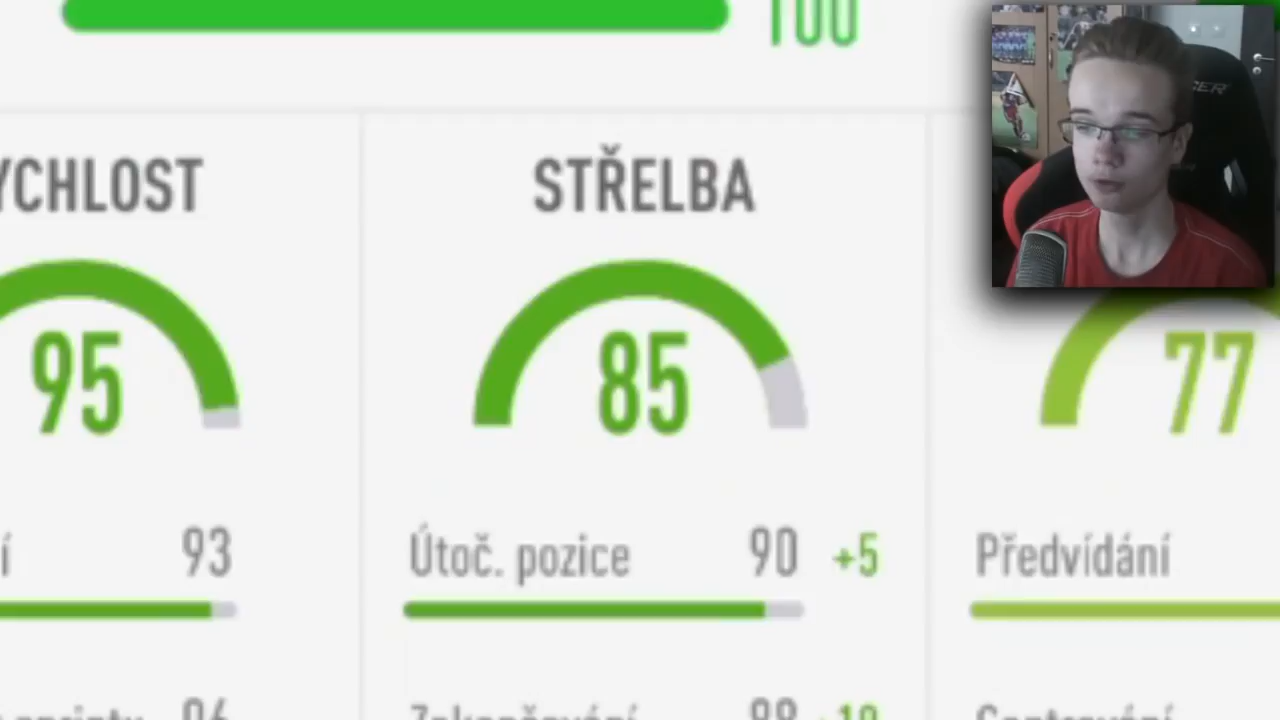 100
YCHLOST
STŘELBA
95
85
77
í 93
Útoč. pozice 90 +5
Předvídání